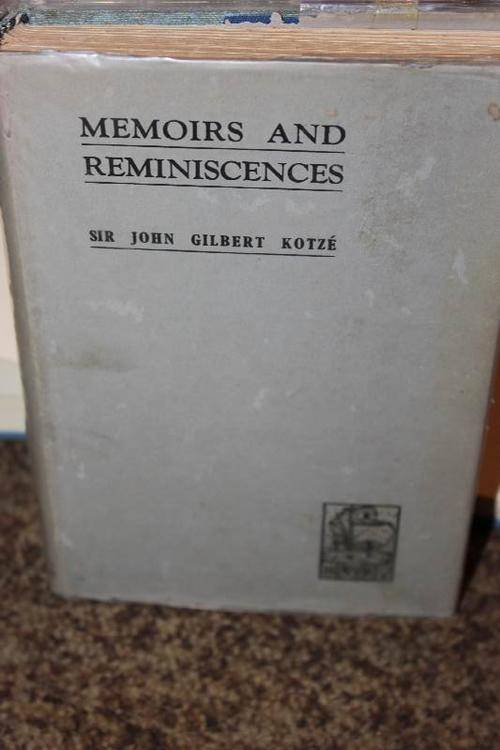 MEMOIRS AND
REMINISCENCES
SIR JOHN GILBERT KOTZÉ